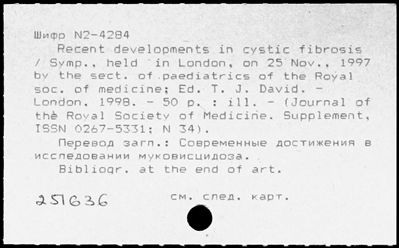 Шифр N2-4284
Recent developments in cystic fibrosis
/ Symp., held in London, on 25 Nov., 1997
by the sect. of paediatrics of the Royal
soc. of medicine; Ed. T. J. David. -
London, 1998. - 50 p. : ill. - (Journal of
the Royal Society of Medicine. Supplement,
ISSN 0267-5331; N 34).
Перевод загл.: Современные достижения в
исследовании муковисцидоза.
Bibliogr. at the end of art.
251636
см. след. карт.